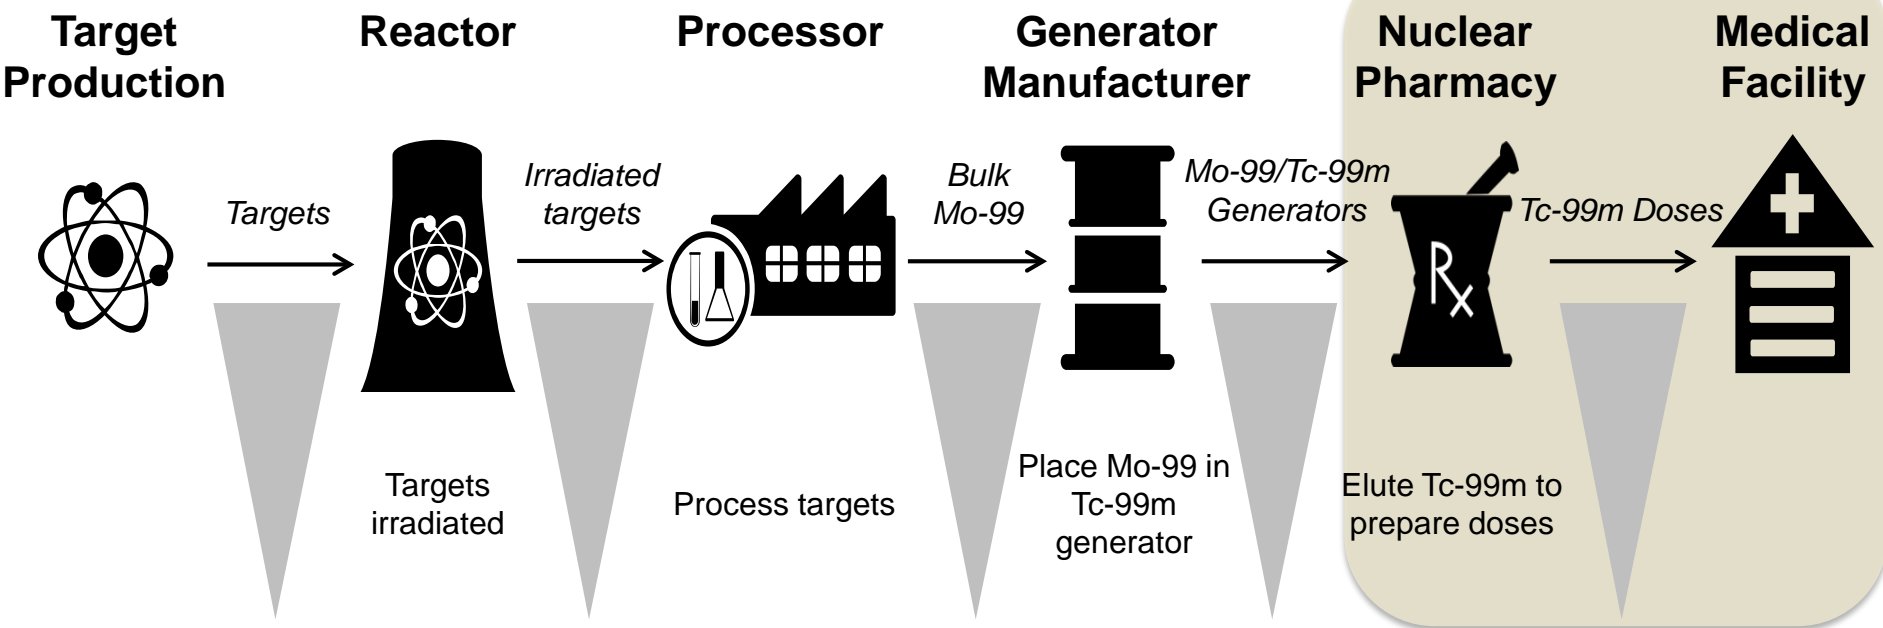 Target
Production
Reactor
Processor
Generator
Manufacturer
Nuclear
Pharmacy
Medical
Facility
Targets
Irradiated
targets
Bulk
Mo-99
Mo-99/Tc-99m
Generators
Tc-99m Doses
Rx
Targets
irradiated
Process targets
Place Mo-99 in
Tc-99m
generator
Elute Tc-99m to
prepare doses